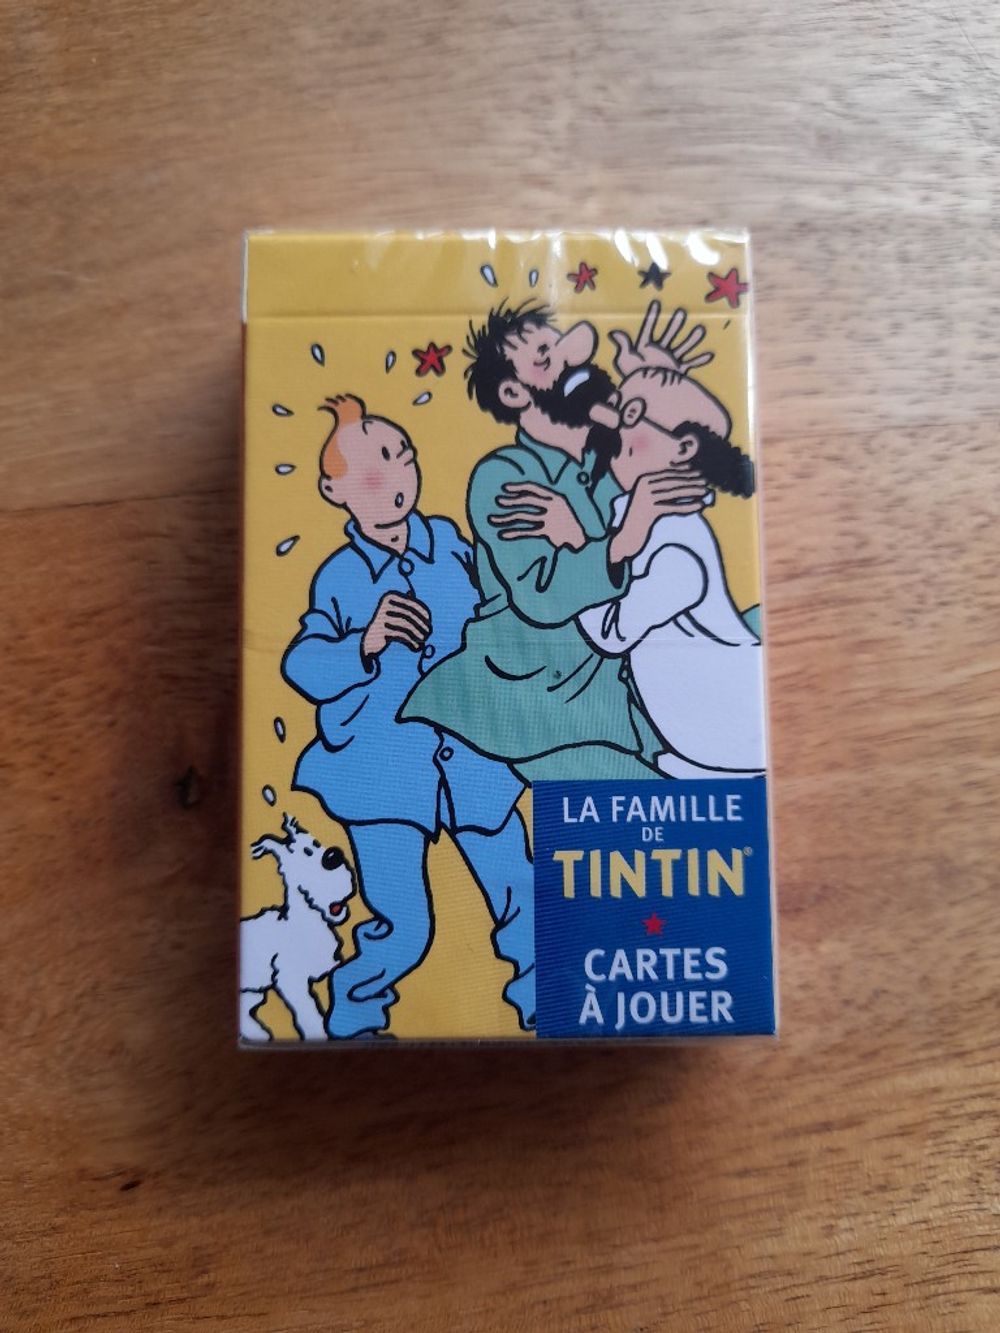 LA FAMILLE
DE
TINTIN®
CARTES
À JOUER